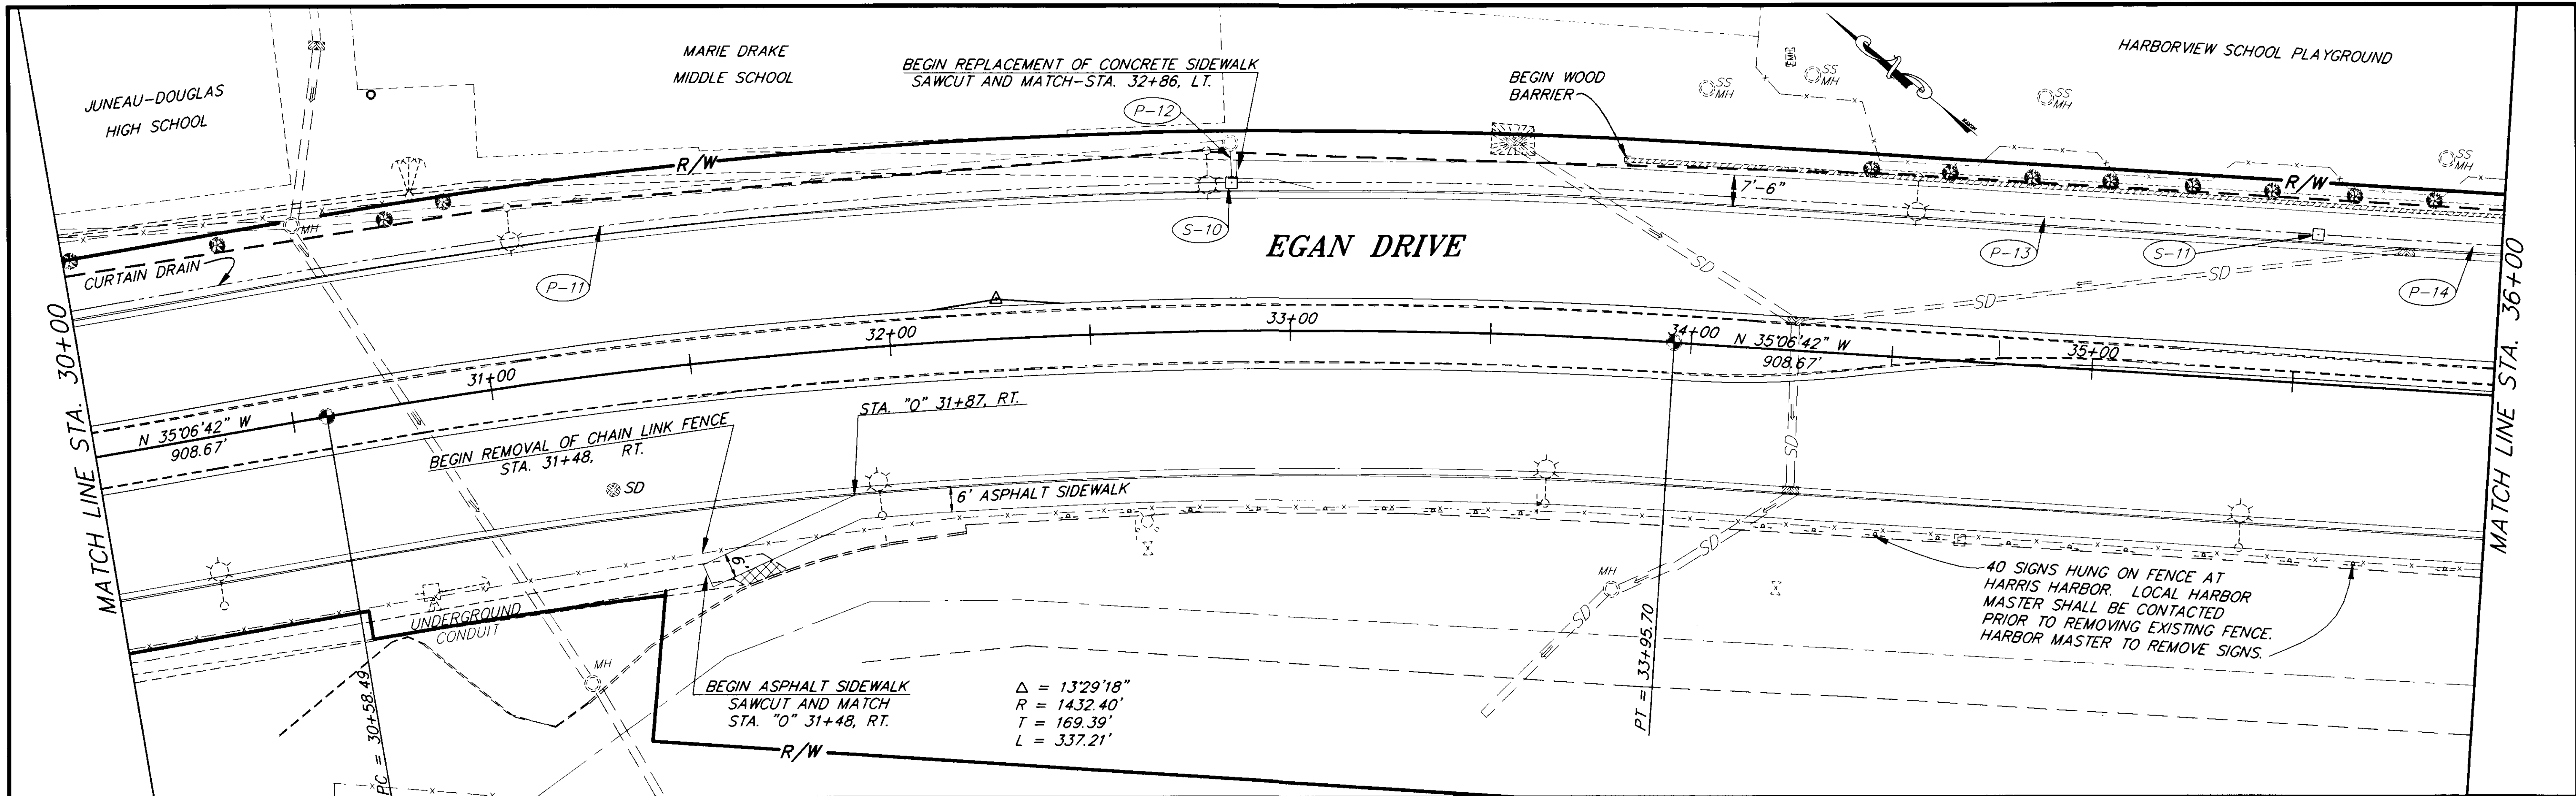 JUNEAU-DOUGLAS
HIGH SCHOOL
MARIE DRAKE
MIDDLE SCHOOL
BEGIN REPLACEMENT OF CONCRETE SIDEWALK
SAWCUT AND MATCH-STA. 32+86, LT.
P-12
BEGIN WOOD
BARRIER
SS
MH
SS
MH
SS
MH
SS
MH
HARBORVIEW SCHOOL PLAYGROUND
R/W
R/W
7'-6"
MH
CURTAIN DRAIN
P-11
S-10
EGAN DRIVE
SD
P-13
S-11
SD
SD
P-14
MATCH LINE STA. 30+00
MATCH LINE STA. 36+00
31+00
32+00
33+00
34+00
35+00
N 35°06'42" W
908.67'
N 35°06'42" W
908.67'
STA. "O" 31+87, RT.
BEGIN REMOVAL OF CHAIN LINK FENCE
STA. 31+48, RT.
SD
6' ASPHALT SIDEWALK
SD
SD
SD
MH
6'
UNDERGROUND
CONDUIT
MH
40 SIGNS HUNG ON FENCE AT
HARRIS HARBOR. LOCAL HARBOR
MASTER SHALL BE CONTACTED
PRIOR TO REMOVING EXISTING FENCE.
HARBOR MASTER TO REMOVE SIGNS.
PC = 30+58.49
PT = 33+95.70
BEGIN ASPHALT SIDEWALK
SAWCUT AND MATCH
STA. "O" 31+48, RT.
Δ = 13°29'18"
R = 1432.40'
T = 169.39'
L = 337.21'
R/W